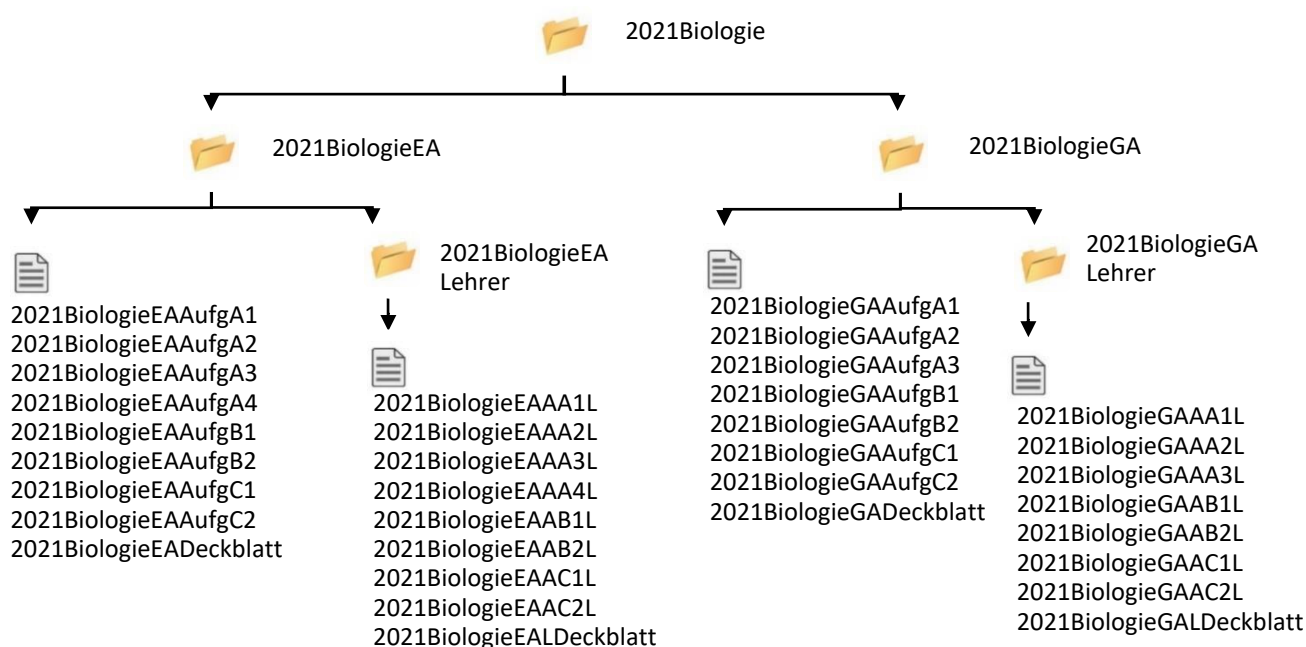 2021Biologie
2021BiologieEA
2021BiologieGA
2021BiologieEAAufgA1
2021BiologieEAAufgA2
2021BiologieEAAufgA3
2021BiologieEAAufgA4
2021BiologieEAAufgB1
2021BiologieEAAufgB2
2021BiologieEAAufgC1
2021BiologieEAAufgC2
2021BiologieEADeckblatt
2021BiologieEA
Lehrer
2021BiologieEAAA1L
2021BiologieEAAA2L
2021BiologieEAAA3L
2021BiologieEAAA4L
2021BiologieEAAB1L
2021BiologieEAAB2L
2021BiologieEAAC1L
2021BiologieEAAC2L
2021BiologieEALDeckblatt
2021BiologieGAAufgA1
2021BiologieGAAufgA2
2021BiologieGAAufgA3
2021BiologieGAAufgB1
2021BiologieGAAufgB2
2021BiologieGAAufgC1
2021BiologieGAAufgC2
2021BiologieGADeckblatt
2021BiologieGA
Lehrer
2021BiologieGAAA1L
2021BiologieGAAA2L
2021BiologieGAAA3L
2021BiologieGAAB1L
2021BiologieGAAB2L
2021BiologieGAAC1L
2021BiologieGAAC2L
2021BiologieGALDeckblatt